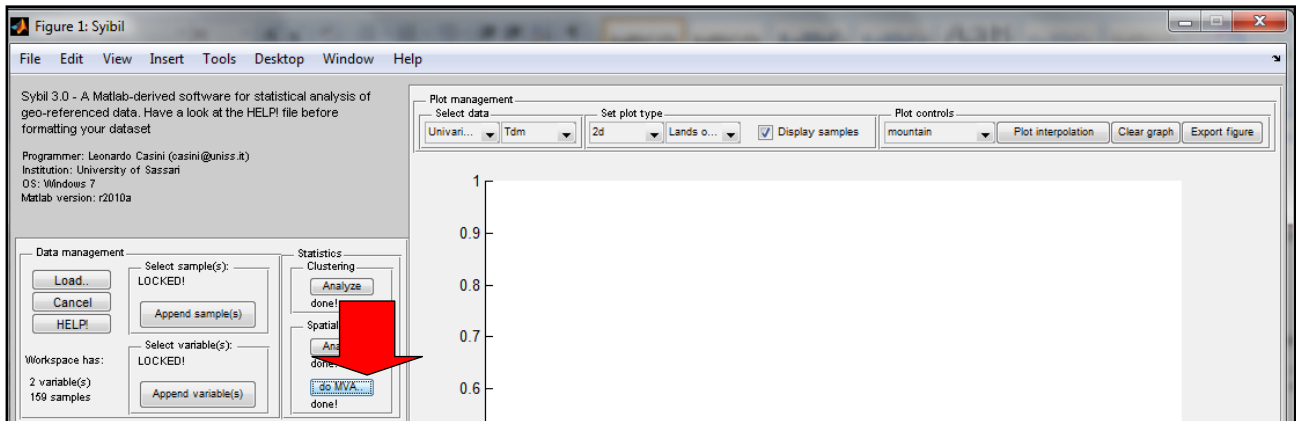 Figure 1: Syibil
File Edit View Insert Tools Desktop Window Help
Sybil 3.0 - A Matlab-derived software for statistical analysis of
geo-referenced data. Have a look at the HELP! file before
formatting your dataset
Programmer: Leonardo Casini (casini@uniss.it)
Institution: University of Sassari
OS: Windows 7
Matlab version: r2010a
Data management
Load..
Cancel
HELP!
Workspace has:
2 variable(s)
159 samples
Select sample(s):
LOCKED!
Append sample(s)
Select variable(s):
LOCKED!
Append variable(s)
Statistics
Clustering
Analyze
done!
Spatial
done!
do MVA..
done!
Plot management
Select data
Univari... Tdm
Set plot type
2d Lands o... Display samples
Plot controls
mountain Plot interpolation Clear graph Export figure
1
0.9
0.8
0.7
0.6